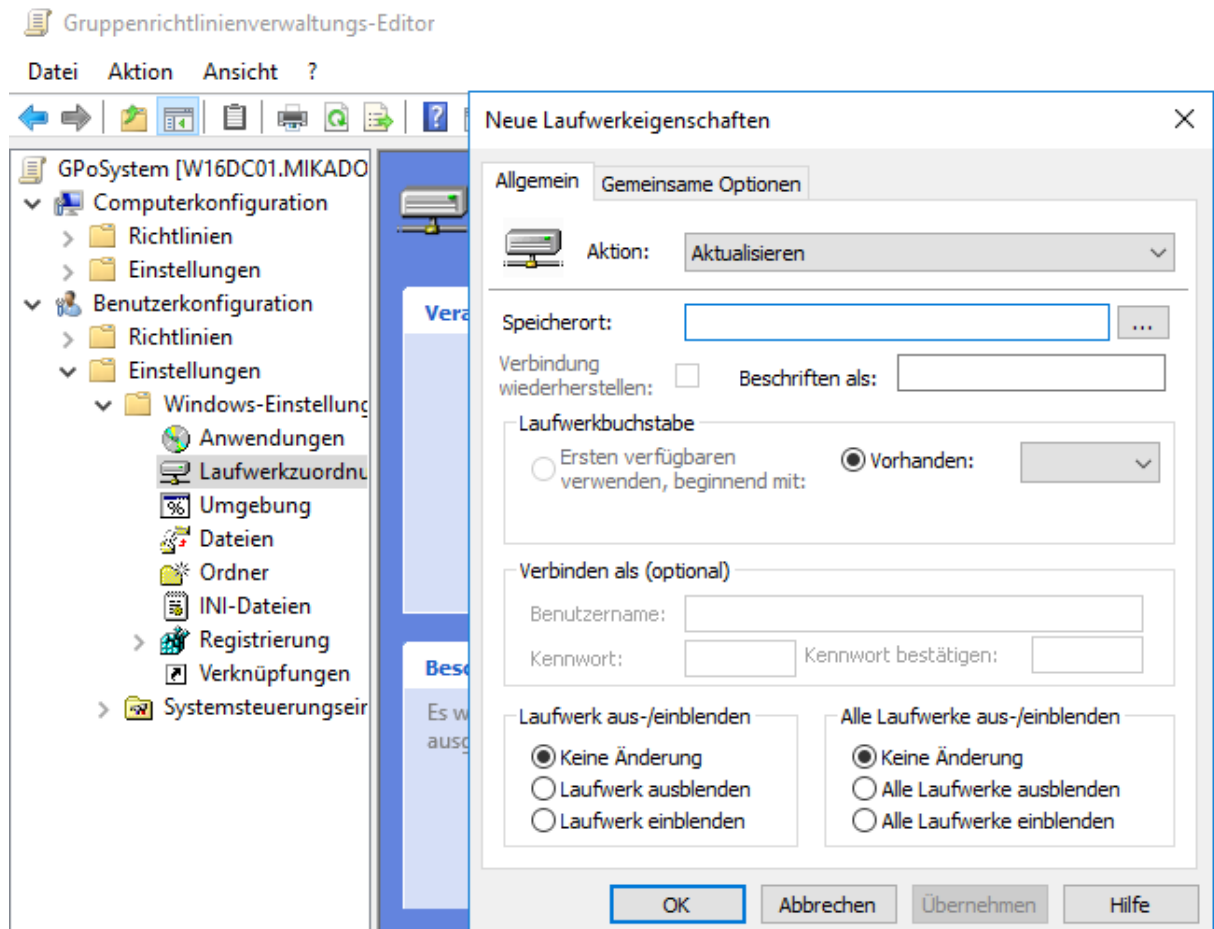 Gruppenrichtlinienverwaltungs-Editor
Datei Aktion Ansicht ?
GPoSystem [W16DC01.MIKADO
Computerkonfiguration
Richtlinien
Einstellungen
Benutzerkonfiguration
Richtlinien
Einstellungen
Windows-Einstellung
Anwendungen
Laufwerkzuordnu
Umgebung
Dateien
Ordner
INI-Dateien
Registrierung
Verknüpfungen
Systemsteuerungsein
Vera
Besc
Es w
ausg
Neue Laufwerkeigenschaften
Allgemein Gemeinsame Optionen
Aktion: Aktualisieren
Speicherort: ...
Verbindung
wiederherstellen:
Beschriften als:
Laufwerkbuchstabe
Ersten verfügbaren
verwenden, beginnend mit:
Vorhanden:
Verbinden als (optional)
Benutzername:
Kennwort: Kennwort bestätigen:
Laufwerk aus-/einblenden
Keine Änderung
Laufwerk ausblenden
Laufwerk einblenden
Alle Laufwerke aus-/einblenden
Keine Änderung
Alle Laufwerke ausblenden
Alle Laufwerke einblenden
OK Abbrechen Übernehmen Hilfe